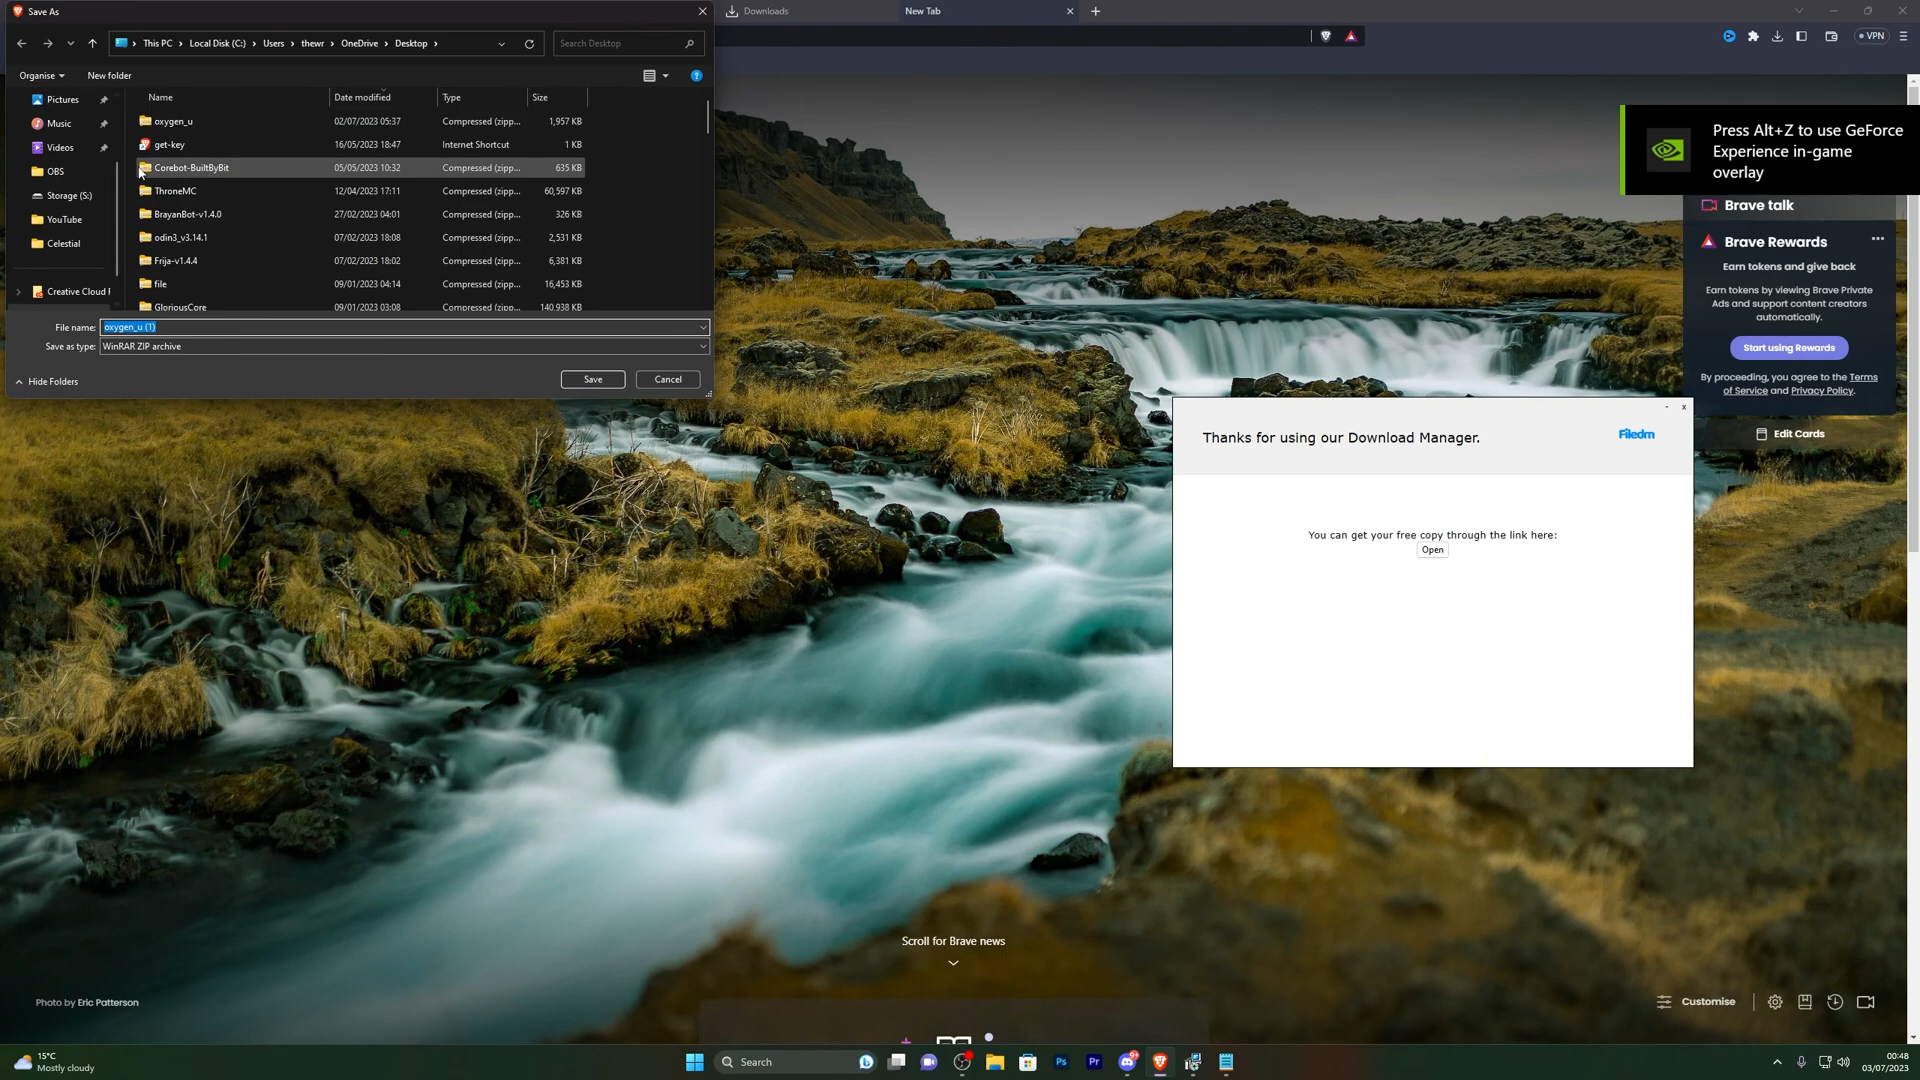 Save As
Downloads
New Tab
This PC
Local Disk (C:)
Users
thewr
OneDrive
Desktop
Search Desktop
VPN
Organise
New folder
Pictures
Music
Videos
OBS
Storage (S:)
YouTube
Celestial
Creative Cloud F
Name
Date modified
Type
Size
oxygen_u 02/07/2023 05:37 Compressed (zipp... 1,957 KB
get-key 16/05/2023 18:47 Internet Shortcut 1 KB
Corebot-BuiltByBit 05/05/2023 10:32 Compressed (zipp... 635 KB
ThroneMC 12/04/2023 17:11 Compressed (zipp... 60,597 KB
BrayanBot-v1.4.0 27/02/2023 04:01 Compressed (zipp... 326 KB
odin3_v3.14.1 07/02/2023 18:08 Compressed (zipp... 2,531 KB
Frija-v1.4.4 07/02/2023 18:02 Compressed (zipp... 6,381 KB
file 09/01/2023 04:14 Compressed (zipp... 16,453 KB
GloriousCore 09/01/2023 03:08 Compressed (zipp... 140,938 KB
File name: oxygen_u (1)
Save as type: WinRAR ZIP archive
Hide Folders
Save
Cancel
Press Alt+Z to use GeForce
Experience in-game
overlay
Brave talk
Brave Rewards
Earn tokens and give back
Earn tokens by viewing Brave Private
Ads and support content creators
automatically.
Start using Rewards
By proceeding, you agree to the Terms
of Service and Privacy Policy.
Edit Cards
- x
Thanks for using our Download Manager.
Filedm
You can get your free copy through the link here:
Open
Scroll for Brave news
Photo by Eric Patterson
Customise
15°C
Mostly cloudy
Search
Ps
Pr
00:48
03/07/2023